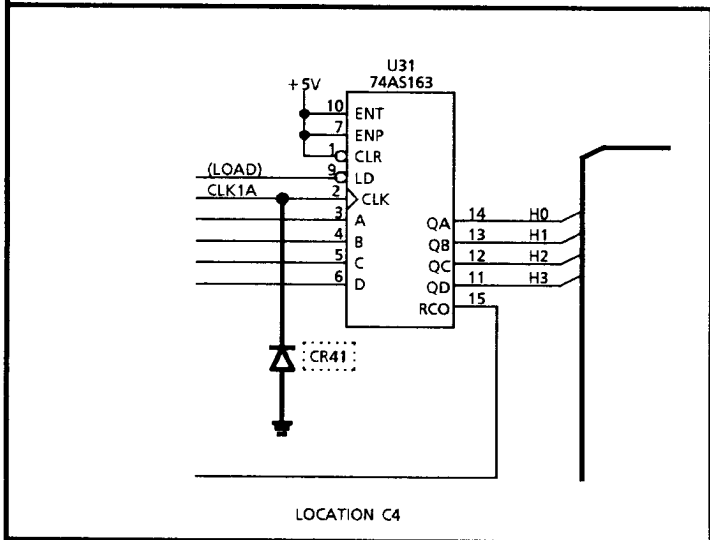 U31
74AS163
+5V
10 ENT
7 ENP
1 CLR
(LOAD) 9 LD
CLK1A 2 CLK
3 A
4 B
5 C
6 D
QA 14 H0
QB 13 H1
QC 12 H2
QD 11 H3
RCO 15
CR41
LOCATION C4